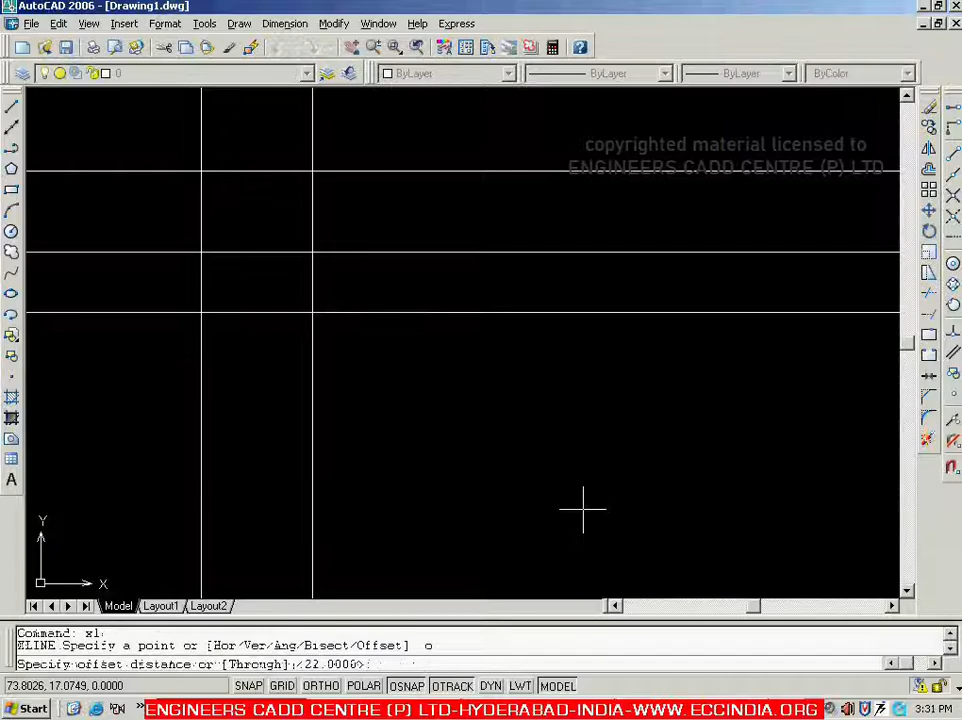 AutoCAD 2006 - [Drawing1.dwg]
File Edit View Insert Format Tools Draw Dimension Modify Window Help Express
0 ByLayer ByLayer ByLayer ByColor
copyrighted material licensed to
ENGINEERS CADD CENTRE (P) LTD
Y
X
Model Layout1 Layout2
Command: xl
XLINE Specify a point or [Hor/Ver/Ang/Bisect/Offset] o
Specify offset distance or [Through] <22.0000>:
73.8026, 17.0749, 0.0000 SNAP GRID ORTHO POLAR OSNAP OTRACK DYN LWT MODEL
Start » ENGINEERS CADD CENTRE (P) LTD-HYDERABAD-INDIA-WWW. ECCINDIA.ORG 3:31 PM